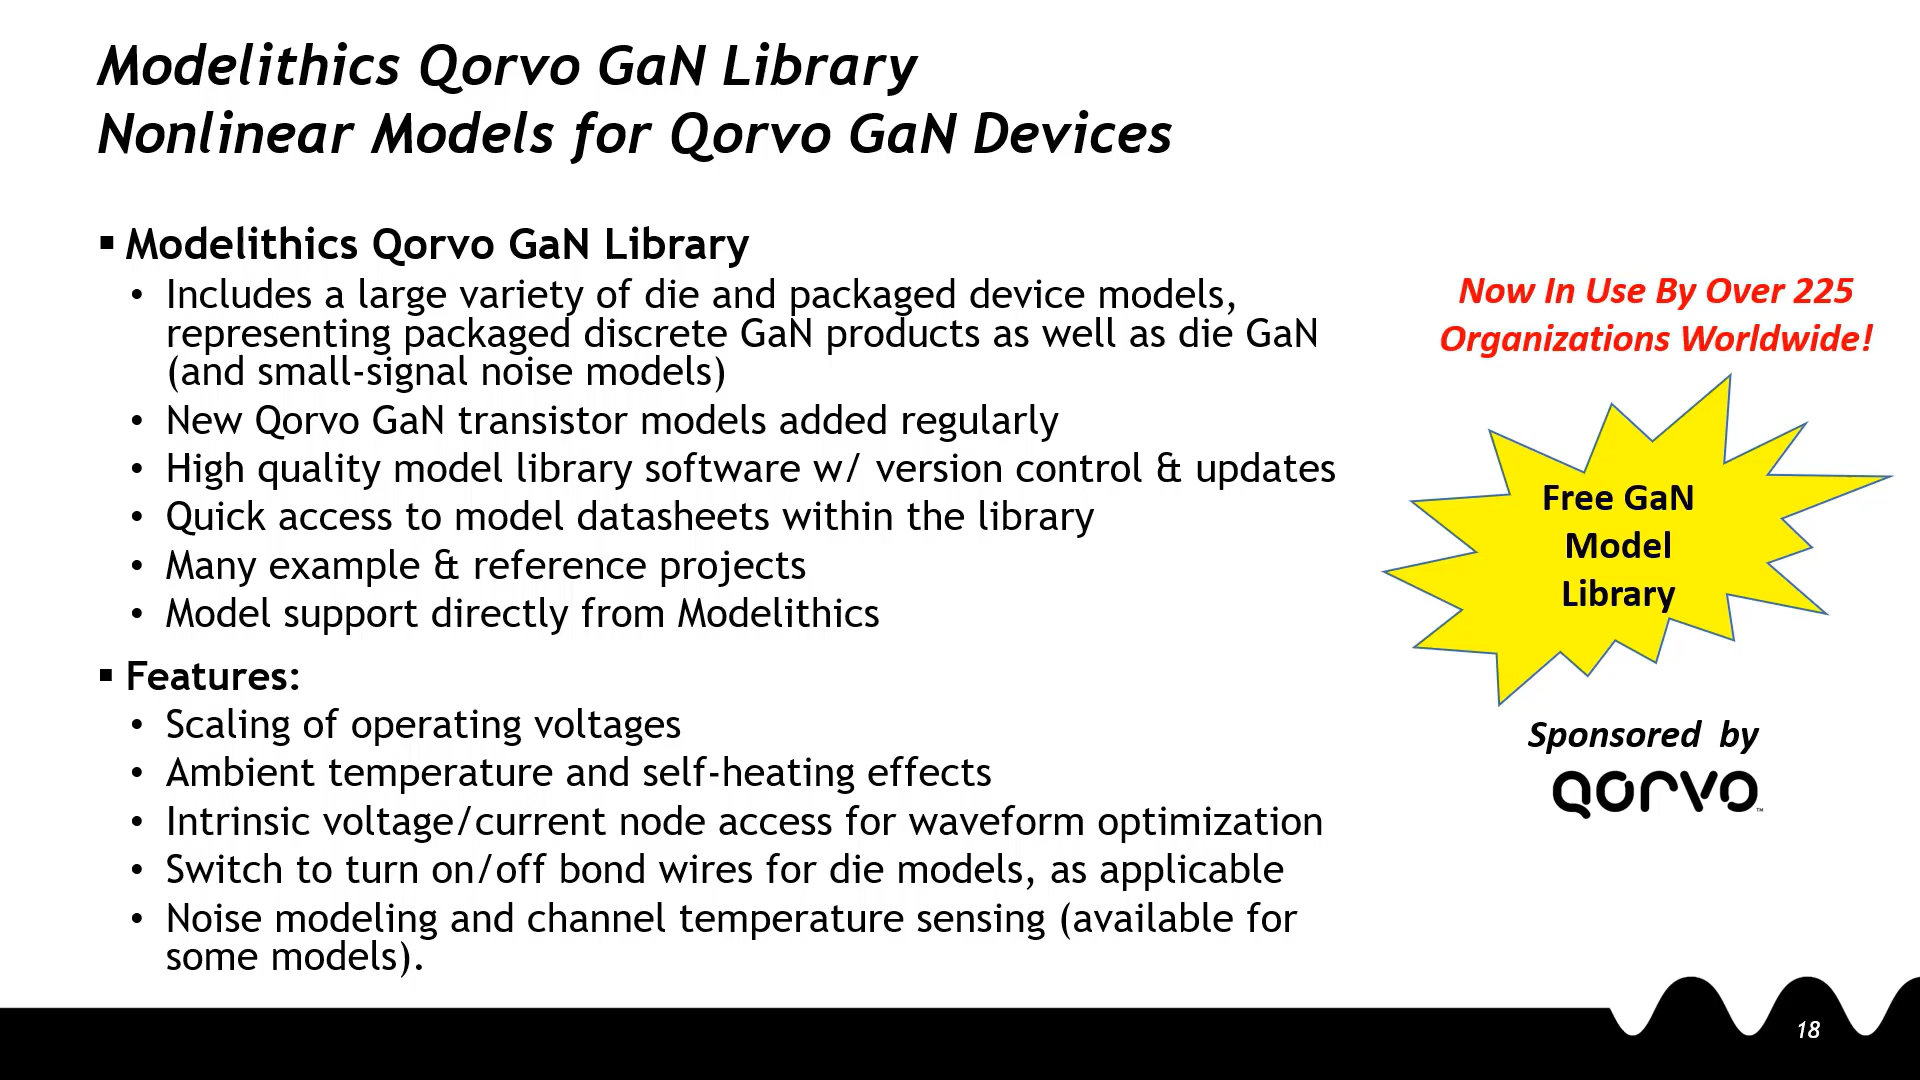 Modelithics Qorvo GaN Library
Nonlinear Models for Qorvo GaN Devices
▪ Modelithics Qorvo GaN Library
• Includes a large variety of die and packaged device models,
representing packaged discrete GaN products as well as die GaN
(and small-signal noise models)
• New Qorvo GaN transistor models added regularly
• High quality model library software w/ version control & updates
• Quick access to model datasheets within the library
• Many example & reference projects
• Model support directly from Modelithics
▪ Features:
• Scaling of operating voltages
• Ambient temperature and self-heating effects
• Intrinsic voltage/current node access for waveform optimization
• Switch to turn on/off bond wires for die models, as applicable
• Noise modeling and channel temperature sensing (available for
some models).
Now In Use By Over 225
Organizations Worldwide!
Free GaN
Model
Library
Sponsored by
QORVO™
18